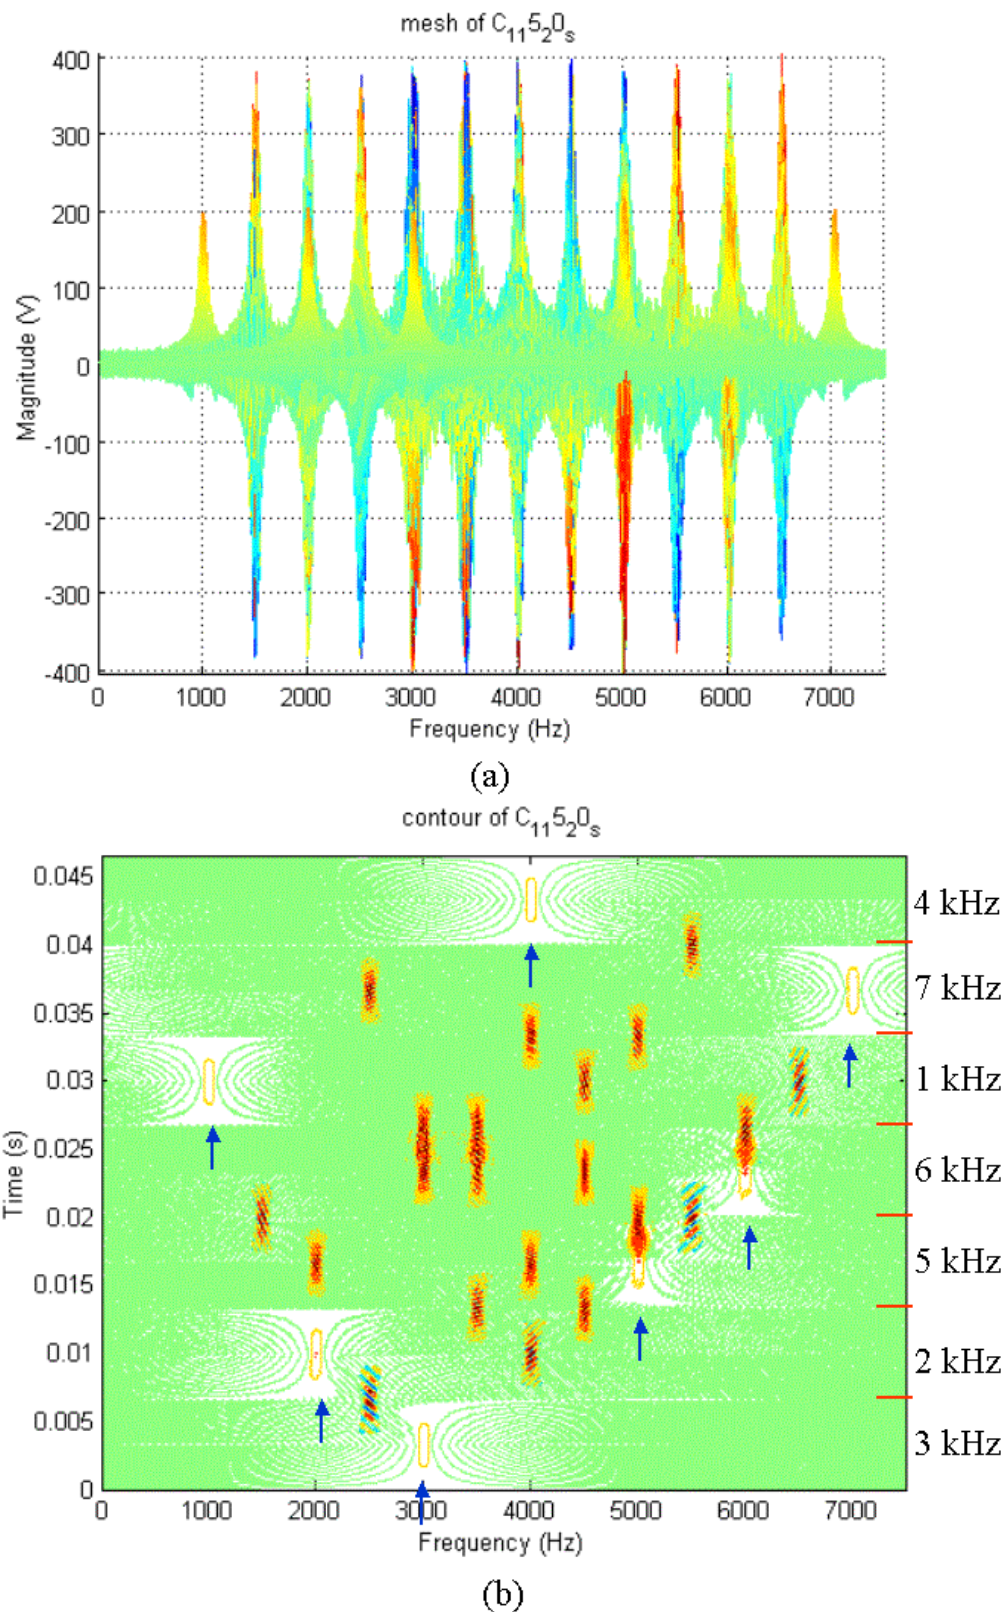 mesh of C₁₁5₂0ₛ
400
300
200
100
0
-100
-200
-300
-400
Magnitude (V)
0 1000 2000 3000 4000 5000 6000 7000
Frequency (Hz)
(a)
contour of C₁₁5₂0ₛ
0.045
0.04
0.035
0.03
0.025
0.02
0.015
0.01
0.005
0
Time (s)
4 kHz
7 kHz
1 kHz
6 kHz
5 kHz
2 kHz
3 kHz
0 1000 2000 3000 4000 5000 6000 7000
Frequency (Hz)
(b)